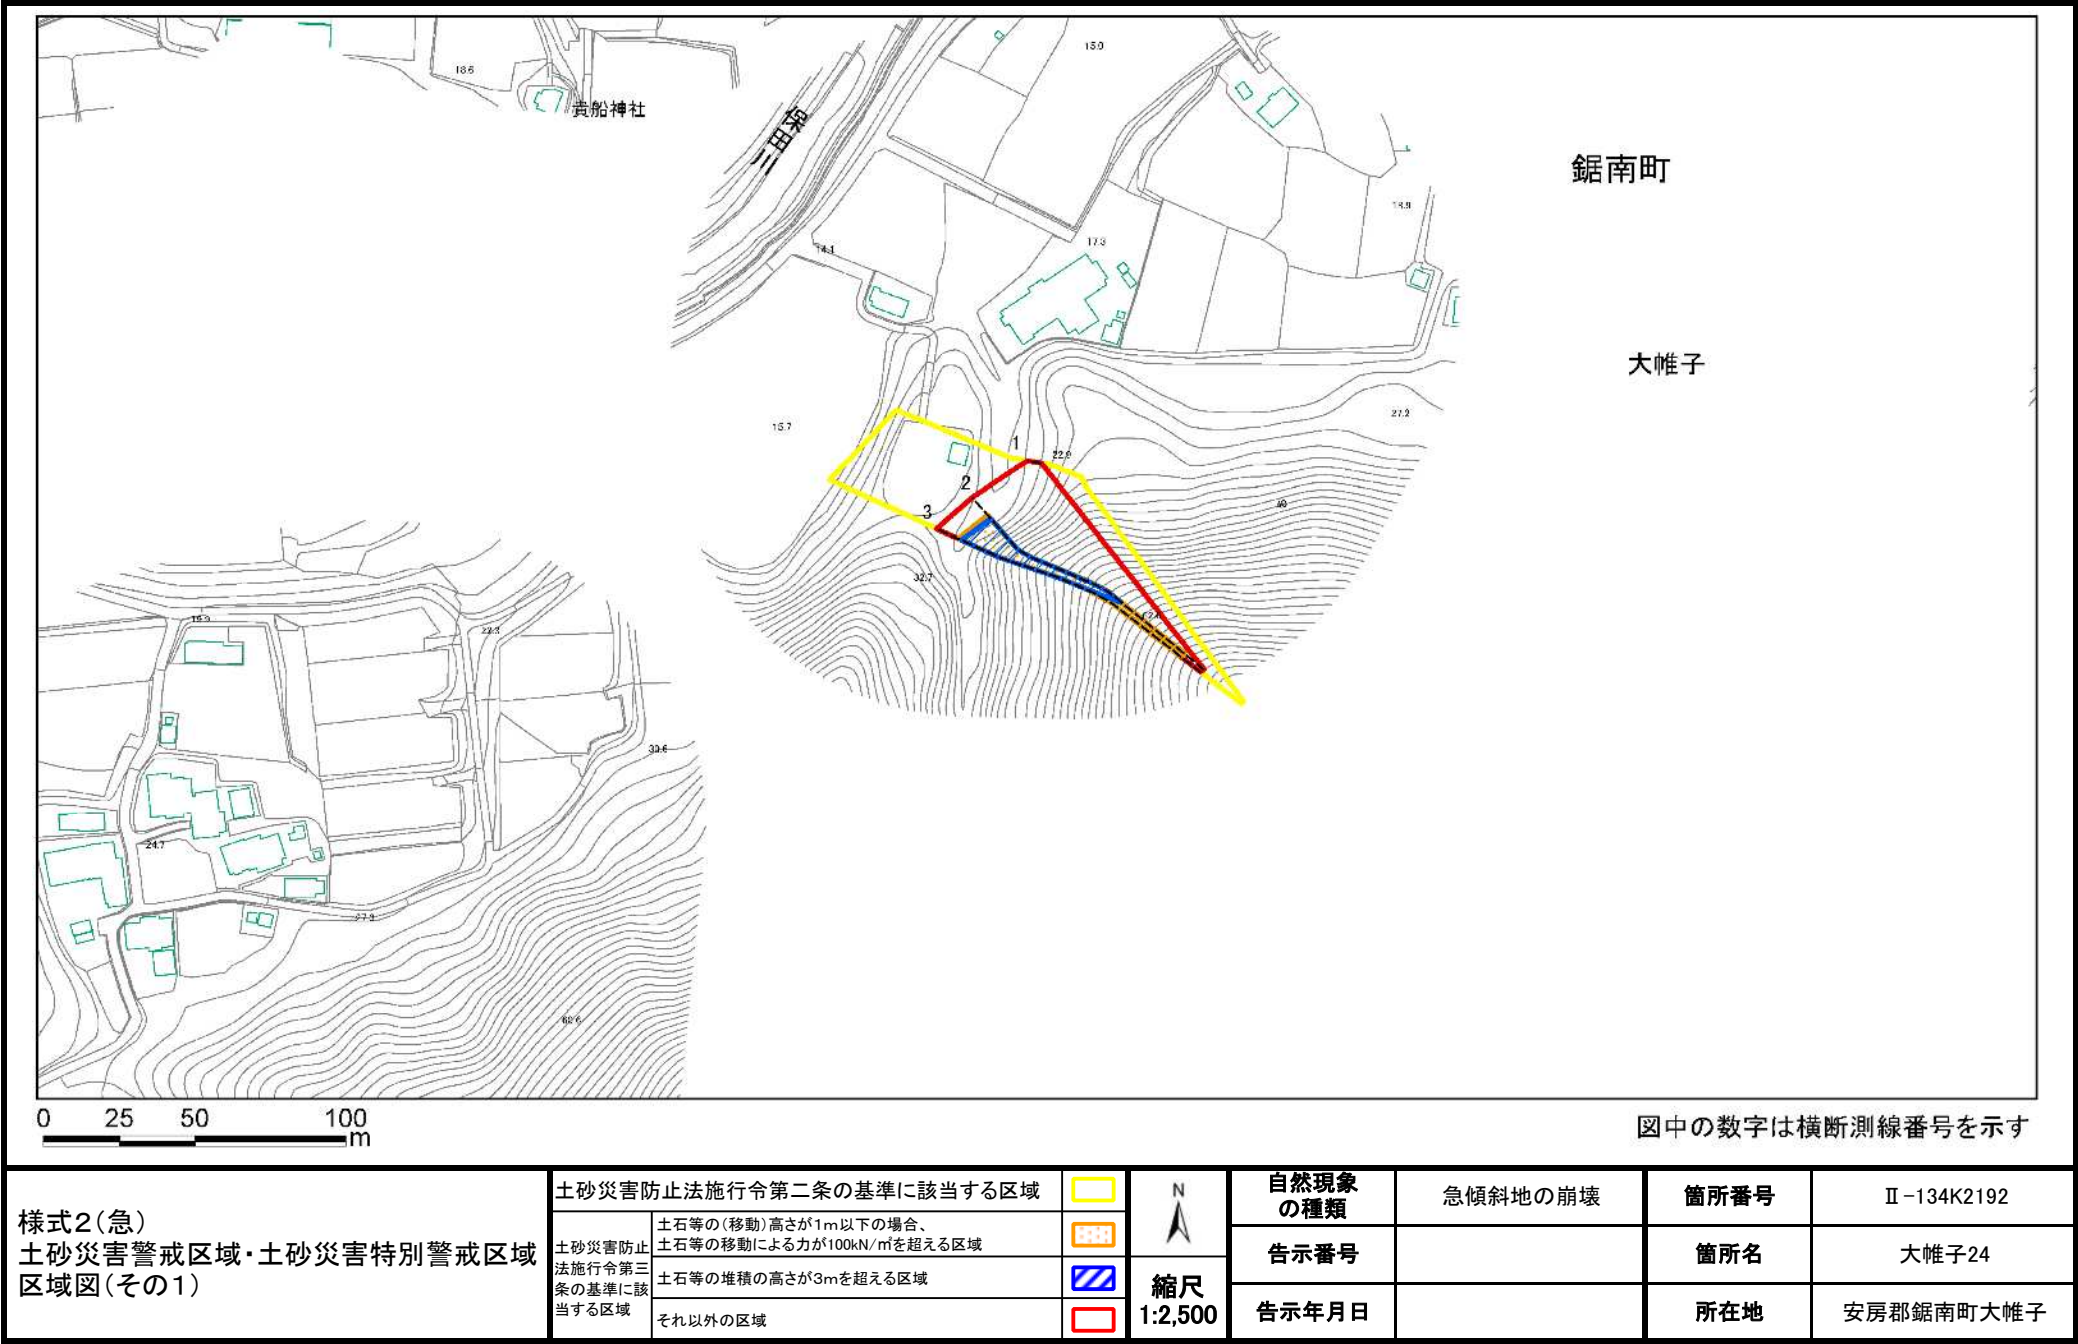 15.0
18.6
貴船神社
保田川
鋸南町
18.9
17.3
14.1
大帷子
27.2
15.7
1
22.9
2
40
3
32.7
19.9
22.3
30.6
24.7
27.3
60.6
0 25 50 100
m
図中の数字は横断測線番号を示す
様式2(急)
土砂災害警戒区域・土砂災害特別警戒区域
区域図(その1)
土砂災害防止法施行令第二条の基準に該当する区域
土砂災害防止
法施行令第三
条の基準に該
当する区域
土石等の(移動)高さが1m以下の場合、
土石等の移動による力が100kN/㎡を超える区域
土石等の堆積の高さが3mを超える区域
それ以外の区域
N
縮尺
1:2,500
自然現象
の種類
急傾斜地の崩壊
箇所番号
Ⅱ-134K2192
告示番号
箇所名
大帷子24
告示年月日
所在地
安房郡鋸南町大帷子